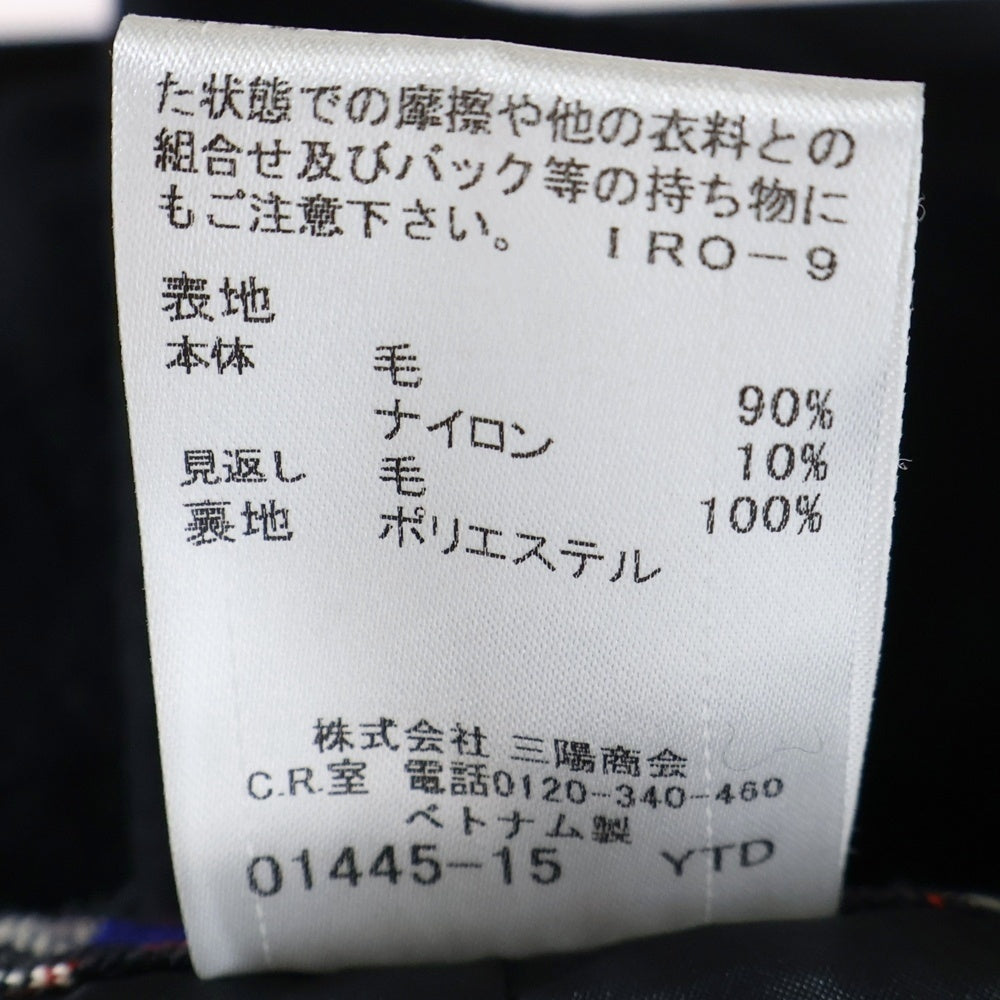 た状態での摩擦や他の衣料との
組合せ及びバック等の持ち物に
もご注意下さい。 IRO-9
表地
本体 毛 90%
ナイロン 10%
見返し 毛 100%
裏地 ポリエステル
株式会社 三陽商会
C.R.室 電話0120-340-460
ベトナム製
01445-15 YTD